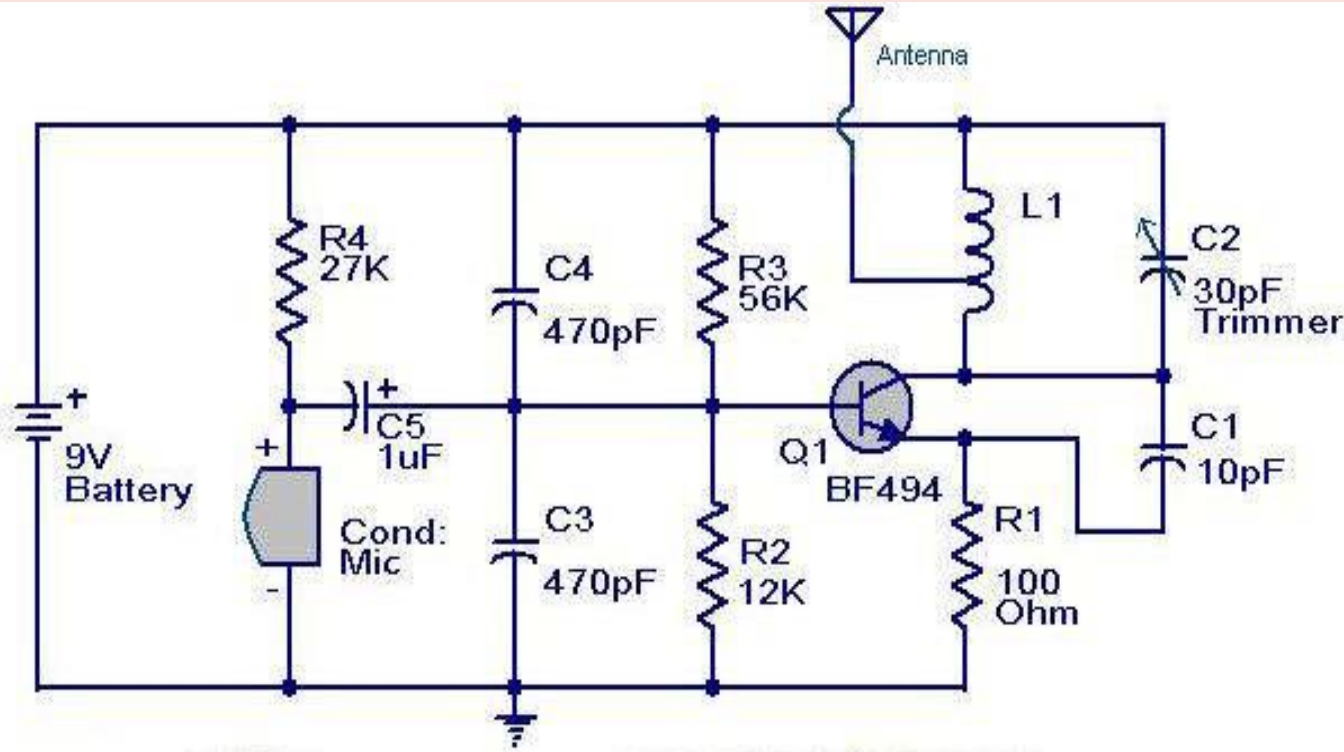 Antenna
L1
R4
27K
C4
470pF
R3
56K
C2
30pF
Trimmer
+
9V
Battery
+
C5
1uF
Q1
BF494
C1
10pF
+
Cond:
Mic
-
C3
470pF
R2
12K
R1
100
Ohm